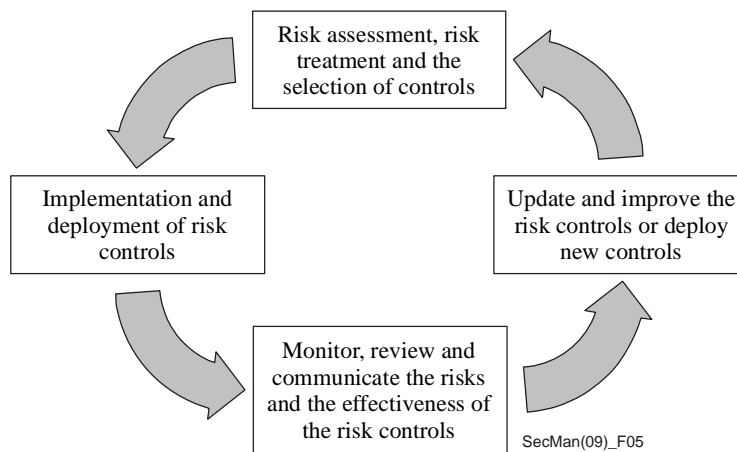 Risk assessment, risk
treatment and the
selection of controls
Implementation and
deployment of risk
controls
Update and improve the
risk controls or deploy
new controls
Monitor, review and
communicate the risks
and the effectiveness of
the risk controls
SecMan(09)_F05